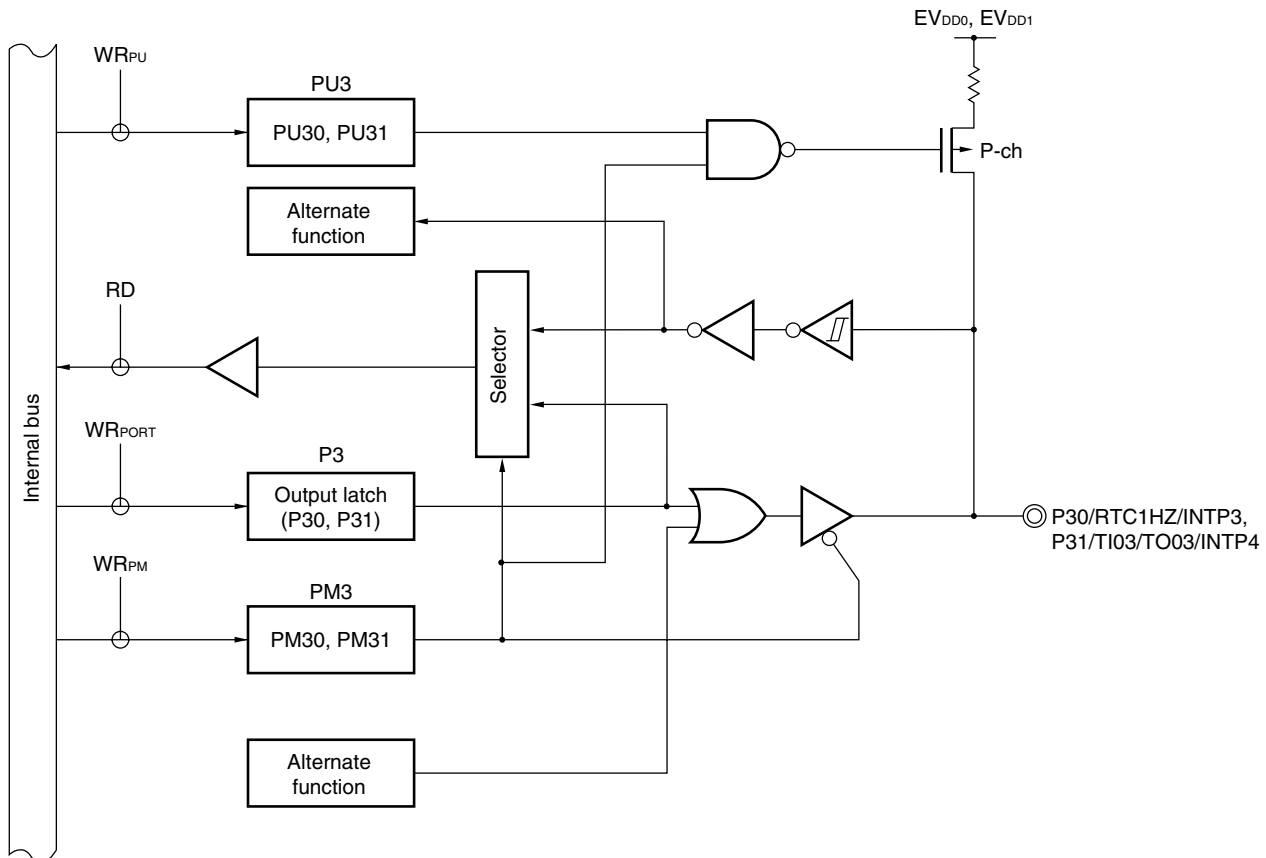 EVDD0, EVDD1
WRPU
PU3
PU30, PU31
P-ch
Alternate
function
RD
Selector
Internal bus
WRPORT
P3
Output latch
(P30, P31)
P30/RTC1HZ/INTP3,
P31/TI03/TO03/INTP4
WRPM
PM3
PM30, PM31
Alternate
function